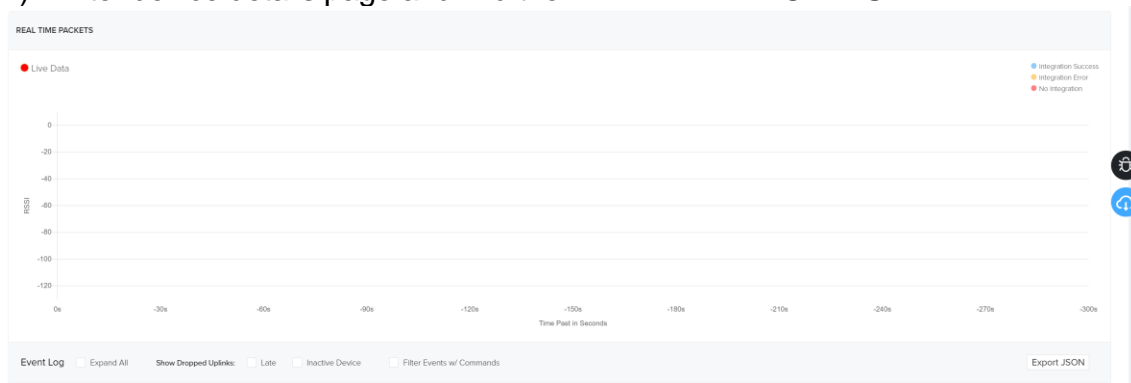 REAL TIME PACKETS
Live Data
Integration Success
Integration Error
No Integration
0
-20
-40
-60
-80
-100
-120
RSSI
0s -30s -60s -90s -120s -150s -180s -210s -240s -270s -300s
Time Past in Seconds
Event Log Expand All Show Dropped Uplinks: Late Inactive Device Filter Events w/ Commands Export JSON